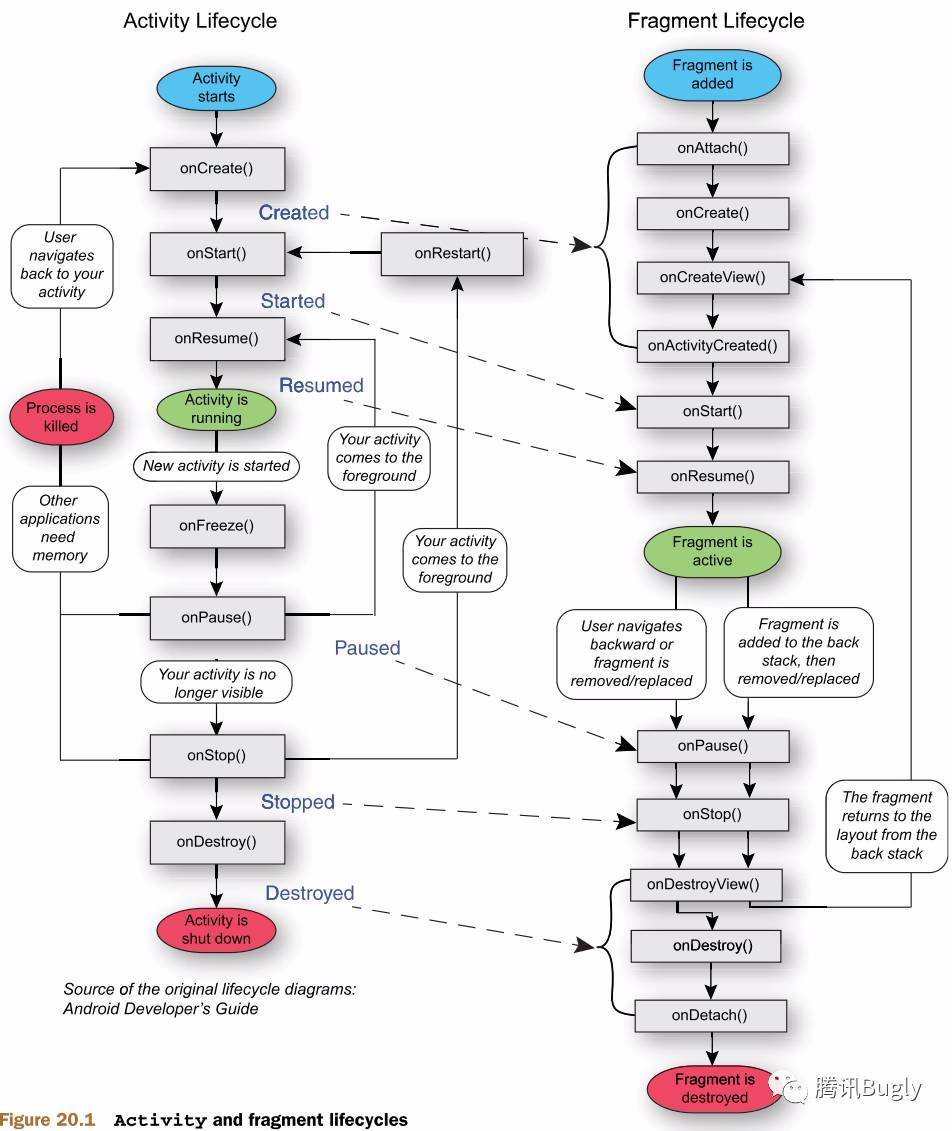 Activity Lifecycle
Activity
starts
onCreate()
User
navigates
back to your
activity
Created
onStart()
onRestart()
Started
onResume()
Resumed
Process is
killed
Activity is
running
New activity is started
Your activity
comes to the
foreground
Other
applications
need
memory
onFreeze()
Your activity
comes to the
foreground
onPause()
Paused
Your activity is no
longer visible
onStop()
Stopped
onDestroy()
Destroyed
Activity is
shut down
Source of the original lifecycle diagrams:
Android Developer's Guide
Fragment Lifecycle
Fragment is
added
onAttach()
onCreate()
onCreateView()
onActivityCreated()
onStart()
onResume()
Fragment is
active
User navigates
backward or
fragment is
removed/replaced
Fragment is
added to the back
stack, then
removed/replaced
onPause()
onStop()
The fragment
returns to the
layout from the
back stack
onDestroyView()
onDestroy()
onDetach()
Fragment is
destroyed
腾讯Bugly
Figure 20.1 Activity and fragment lifecycles